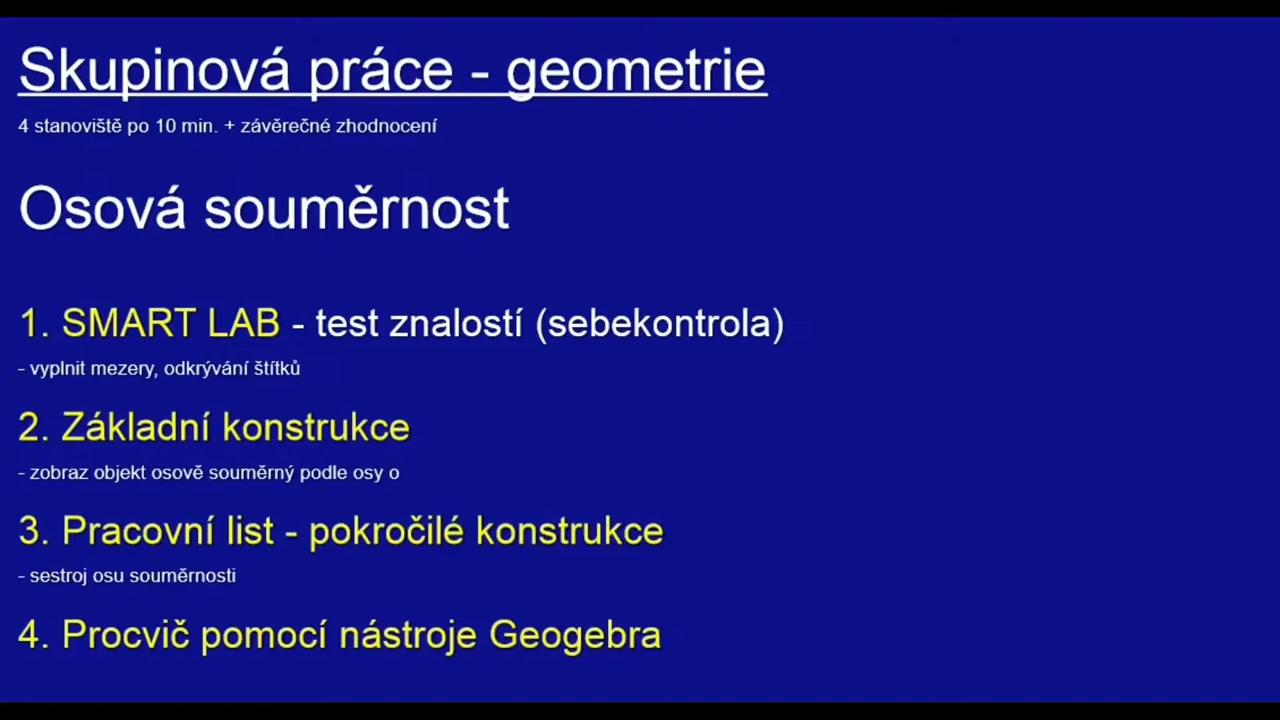 Skupinová práce - geometrie
4 stanoviště po 10 min. + závěrečné zhodnocení
Osová souměrnost
1. SMART LAB - test znalostí (sebekontrola)
- vyplnit mezery, odkrývání štítků
2. Základní konstrukce
- zobraz objekt osově souměrný podle osy o
3. Pracovní list - pokročilé konstrukce
- sestroj osu souměrnosti
4. Procvič pomocí nástroje Geogebra